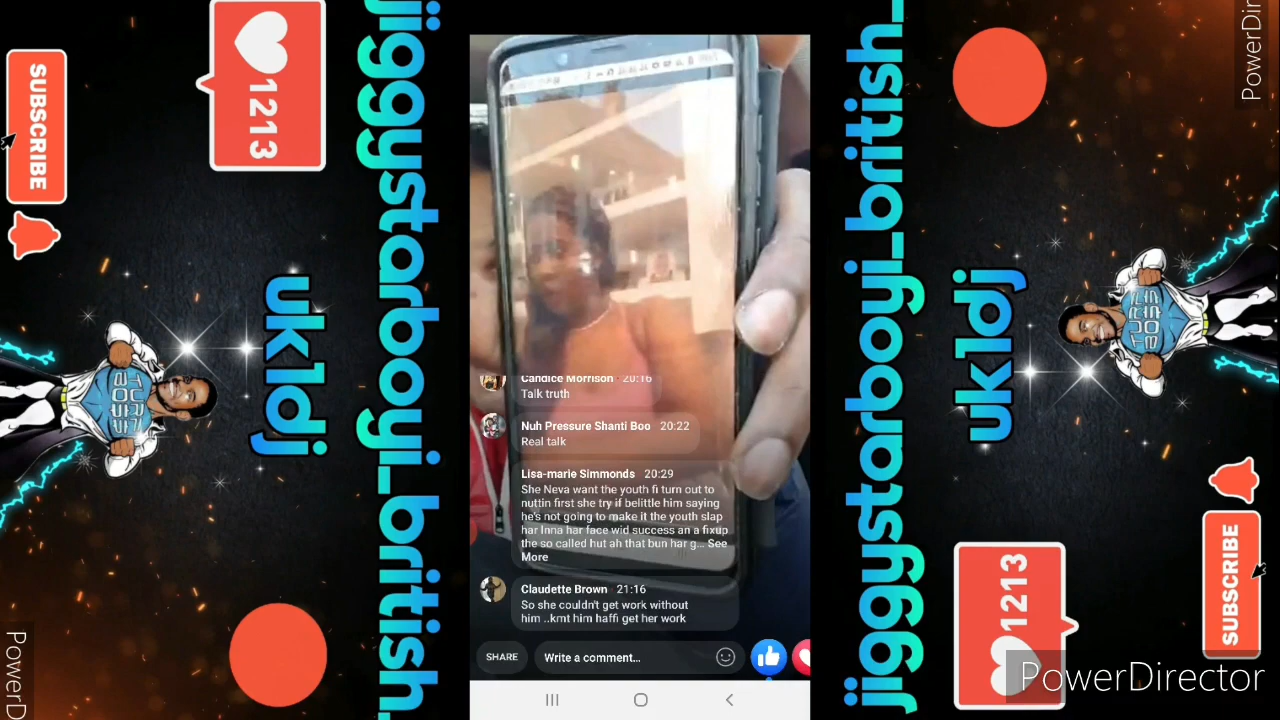 SUBSCRIBE
1213
uk1dj
jiggystarboyi_british_
TURZ
BOSS
Candice Morrison · 20:16
Talk truth
Nuh Pressure Shanti Boo · 20:22
Real talk
Lisa-marie Simmonds · 20:29
She Neva want the youth fi turn out to
nuttin first she try if belittle him saying
he's not going to make it the youth slap
har Inna har face wid success an a fixup
the so called hut ah that bun har g... See
More
Claudette Brown · 21:16
So she couldn't get work without
him ..kmt him haffi get her work
SHARE
Write a comment...
jiggystarboyi_british_
uk1dj
TURZ
BOSS
1213
SUBSCRIBE
PowerD
PowerDir
PowerDirector